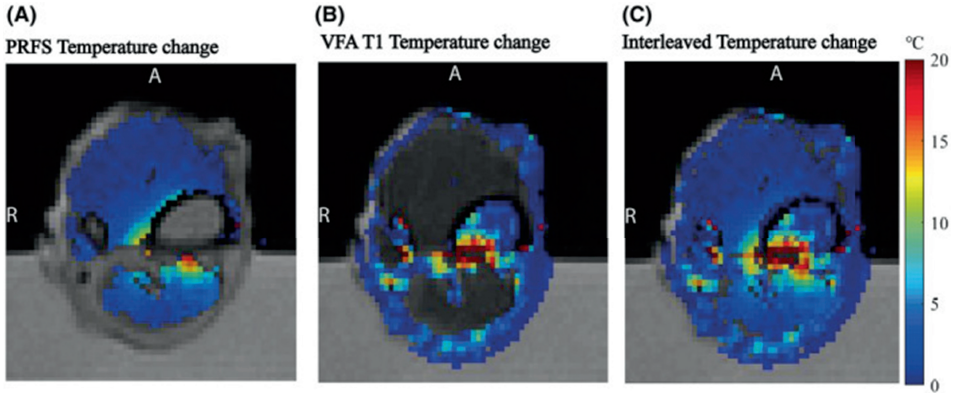 (A)
PRFS Temperature change
A
R
(B)
VFA T1 Temperature change
A
R
(C)
Interleaved Temperature change
A
R
°C
20
15
10
5
0